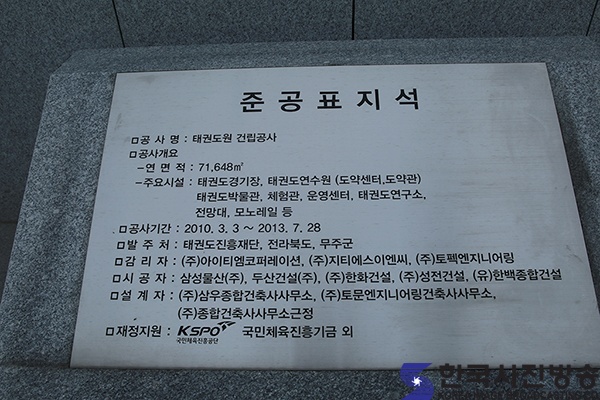 준공표지석
□공 사 명 : 태권도원 건립공사
□공사개요
－연 면 적 : 71,648㎡
－주요시설 : 태권도경기장, 태권도연수원 (도약센터,도약관)
태권도박물관, 체험관, 운영센터, 태권도연구소,
전망대, 모노레일 등
□공사기간 : 2010. 3. 3 ～ 2013. 7. 28
□발 주 처 : 태권도진흥재단, 전라북도, 무주군
□감 리 자 : (주)아이티엠코퍼레이션, (주)지티에스이엔씨, (주)토펙엔지니어링
□시 공 자 : 삼성물산(주), 두산건설(주), (주)한화건설, (주)성전건설, (유)한백종합건설
□설 계 자 : (주)삼우종합건축사사무소, (주)토문엔지니어링건축사사무소,
(주)종합건축사사무소근정
□재정지원 : KSPO 국민체육진흥기금 외
국민체육진흥공단
한국사진방송